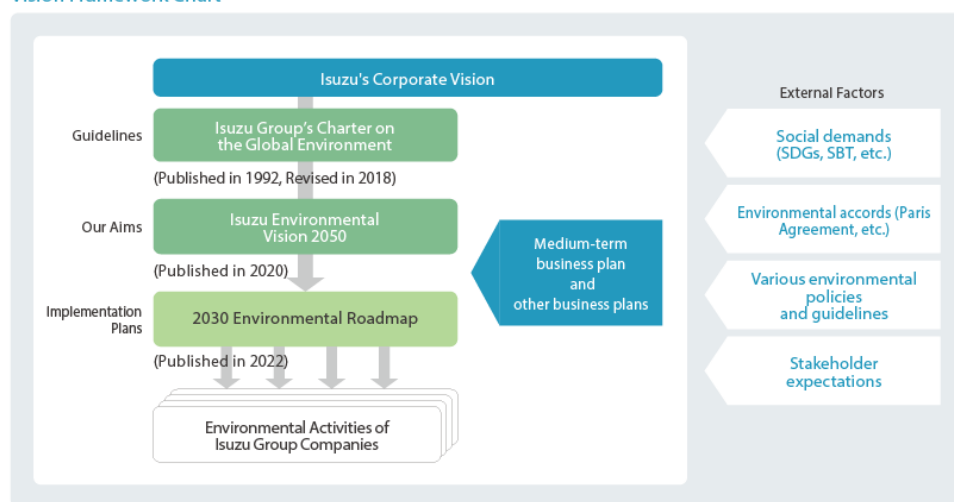 Vision Framework Chart
Isuzu's Corporate Vision
Guidelines
Isuzu Group's Charter on
the Global Environment
(Published in 1992, Revised in 2018)
Our Aims
Isuzu Environmental
Vision 2050
(Published in 2020)
Implementation
Plans
2030 Environmental Roadmap
(Published in 2022)
Environmental Activities of
Isuzu Group Companies
Medium-term
business plan
and
other business plans
External Factors
Social demands
(SDGs, SBT, etc.)
Environmental accords (Paris
Agreement, etc.)
Various environmental
policies
and guidelines
Stakeholder
expectations